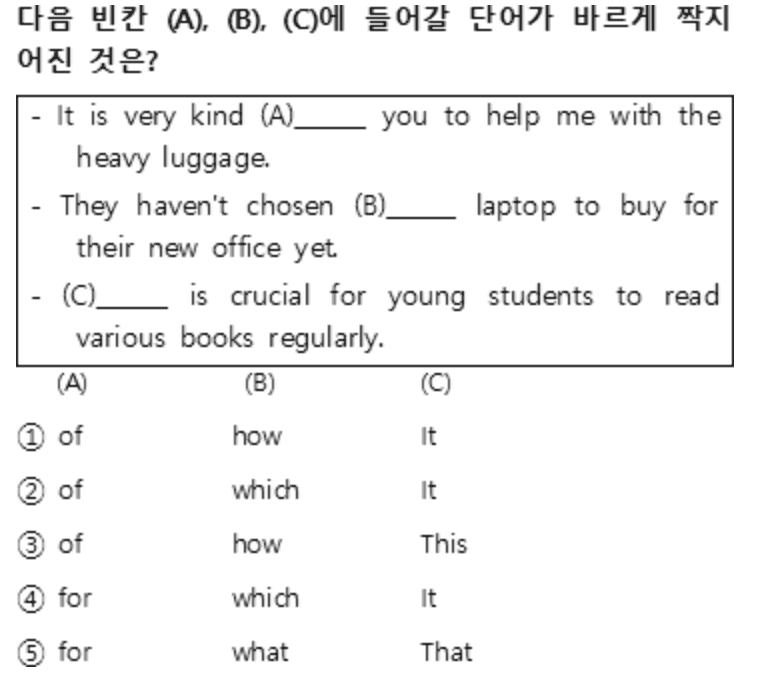 다음 빈칸 (A), (B), (C)에 들어갈 단어가 바르게 짝지
어진 것은?
- It is very kind (A)_____ you to help me with the
heavy luggage.
- They haven't chosen (B)_____ laptop to buy for
their new office yet.
- (C)_____ is crucial for young students to read
various books regularly.
(A) (B) (C)
① of how It
② of which It
③ of how This
④ for which It
⑤ for what That